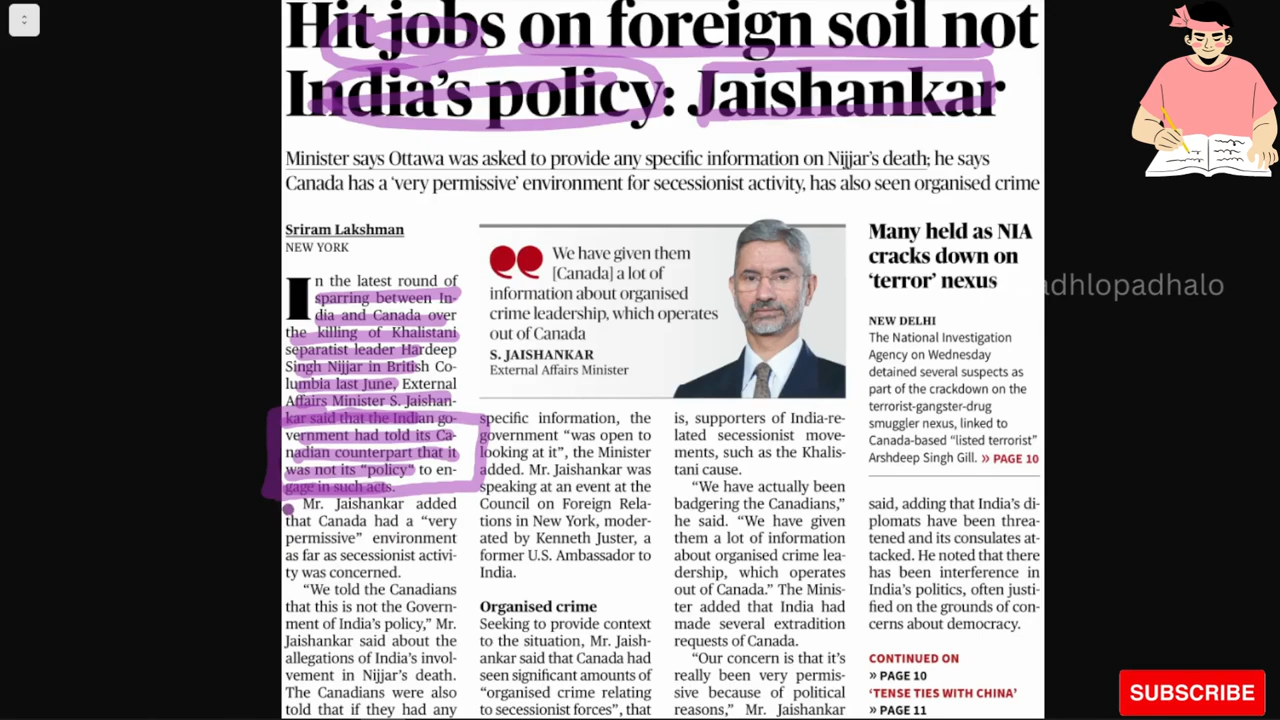 Hit jobs on foreign soil not
India's policy: Jaishankar
Minister says Ottawa was asked to provide any specific information on Nijjar's death; he says
Canada has a 'very permissive' environment for secessionist activity, has also seen organised crime
Sriram Lakshman
NEW YORK
In the latest round of
sparring between In-
dia and Canada over
the killing of Khalistani
separatist leader Hardeep
Singh Nijjar in British Co-
lumbia last June, External
Affairs Minister S. Jaishan-
kar said that the Indian go-
vernment had told its Ca-
nadian counterpart that it
was not its "policy" to en-
gage in such acts.
Mr. Jaishankar added
that Canada had a "very
permissive" environment
as far as secessionist activi-
ty was concerned.
"We told the Canadians
that this is not the Govern-
ment of India's policy," Mr.
Jaishankar said about the
allegations of India's invol-
vement in Nijjar's death.
The Canadians were also
told that if they had any
We have given them
[Canada] a lot of
information about organised
crime leadership, which operates
out of Canada
S. JAISHANKAR
External Affairs Minister
specific information, the
government "was open to
looking at it", the Minister
added. Mr. Jaishankar was
speaking at an event at the
Council on Foreign Rela-
tions in New York, moder-
ated by Kenneth Juster, a
former U.S. Ambassador to
India.
Organised crime
Seeking to provide context
to the situation, Mr. Jaish-
ankar said that Canada had
seen significant amounts of
"organised crime relating
to secessionist forces", that
is, supporters of India-re-
lated secessionist move-
ments, such as the Khalis-
tani cause.
"We have actually been
badgering the Canadians,"
he said. "We have given
them a lot of information
about organised crime lea-
dership, which operates
out of Canada." The Minis-
ter added that India had
made several extradition
requests of Canada.
"Our concern is that it's
really been very permis-
sive because of political
reasons," Mr. Jaishankar
Many held as NIA
cracks down on
'terror' nexus
NEW DELHI
The National Investigation
Agency on Wednesday
detained several suspects as
part of the crackdown on the
terrorist-gangster-drug
smuggler nexus, linked to
Canada-based "listed terrorist"
Arshdeep Singh Gill. » PAGE 10
said, adding that India's di-
plomats have been threa-
tened and its consulates at-
tacked. He noted that there
has been interference in
India's politics, often justi-
fied on the grounds of con-
cerns about democracy.
CONTINUED ON
» PAGE 10
'TENSE TIES WITH CHINA'
» PAGE 11
adhlopadhalo
SUBSCRIBE